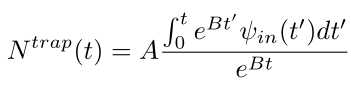 N^{trap}(t) = A \frac{\int_0^t e^{Bt'} \psi_{in}(t')dt'}{e^{Bt}}